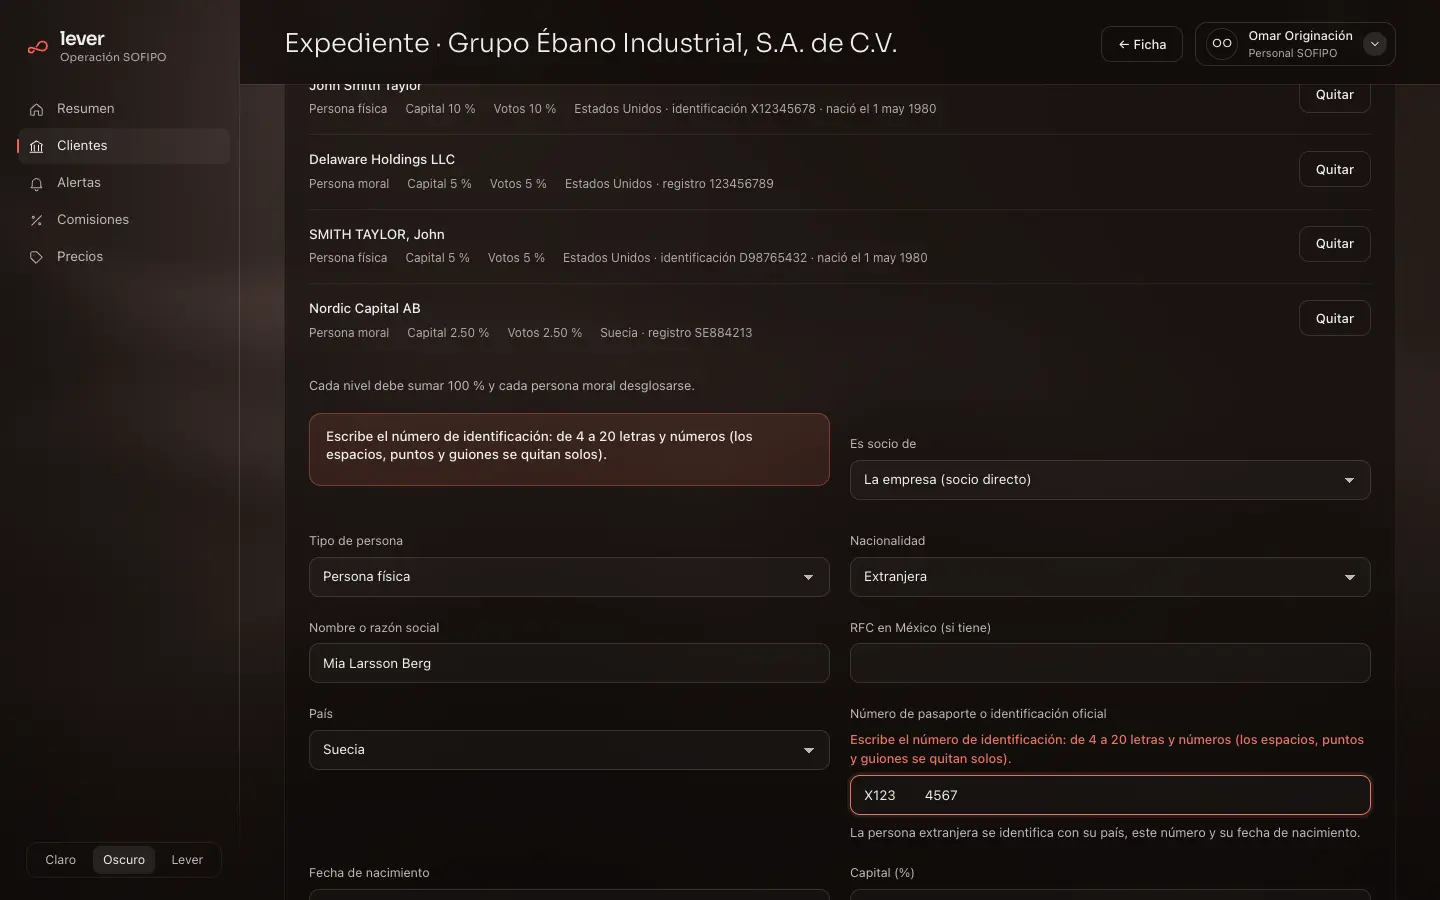 lever
Operación SOFIPO
Expediente · Grupo Ébano Industrial, S.A. de C.V.
← Ficha
OO
Omar Originación
Personal SOFIPO
Resumen
Clientes
Alertas
Comisiones
Precios
John Smith Taylor
Persona física Capital 10 % Votos 10 % Estados Unidos · identificación X12345678 · nació el 1 may 1980
Quitar
Delaware Holdings LLC
Persona moral Capital 5 % Votos 5 % Estados Unidos · registro 123456789
Quitar
SMITH TAYLOR, John
Persona física Capital 5 % Votos 5 % Estados Unidos · identificación D98765432 · nació el 1 may 1980
Quitar
Nordic Capital AB
Persona moral Capital 2.50 % Votos 2.50 % Suecia · registro SE884213
Quitar
Cada nivel debe sumar 100 % y cada persona moral desglosarse.
Escribe el número de identificación: de 4 a 20 letras y números (los
espacios, puntos y guiones se quitan solos).
Es socio de
La empresa (socio directo)
Tipo de persona
Persona física
Nacionalidad
Extranjera
Nombre o razón social
Mia Larsson Berg
RFC en México (si tiene)
País
Suecia
Número de pasaporte o identificación oficial
Escribe el número de identificación: de 4 a 20 letras y números (los espacios, puntos
y guiones se quitan solos).
X123 4567
La persona extranjera se identifica con su país, este número y su fecha de nacimiento.
Fecha de nacimiento
Capital (%)
Claro
Oscuro
Lever